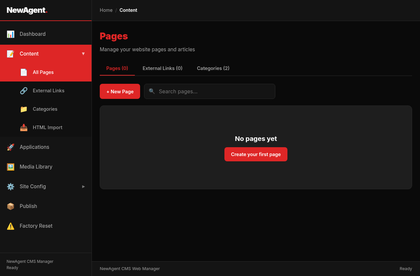 NewAgent.
Home / Content
Dashboard
Content
All Pages
External Links
Categories
HTML Import
Applications
Media Library
Site Config
Publish
Factory Reset
NewAgent CMS Manager
Ready
Pages
Manage your website pages and articles
Pages (0) External Links (0) Categories (2)
+ New Page
Search pages...
No pages yet
Create your first page
NewAgent CMS Web Manager
Ready